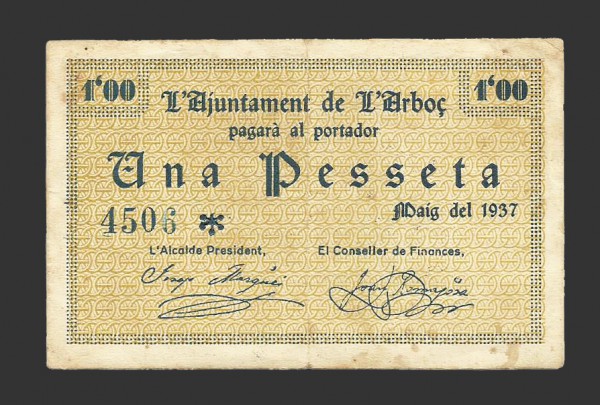 1'00 1'00
L'Ajuntament de L'Arboç
pagarà al portador
Una Pesseta
4506 *
Maig del 1937
L'Alcalde President, El Conseller de Finances,